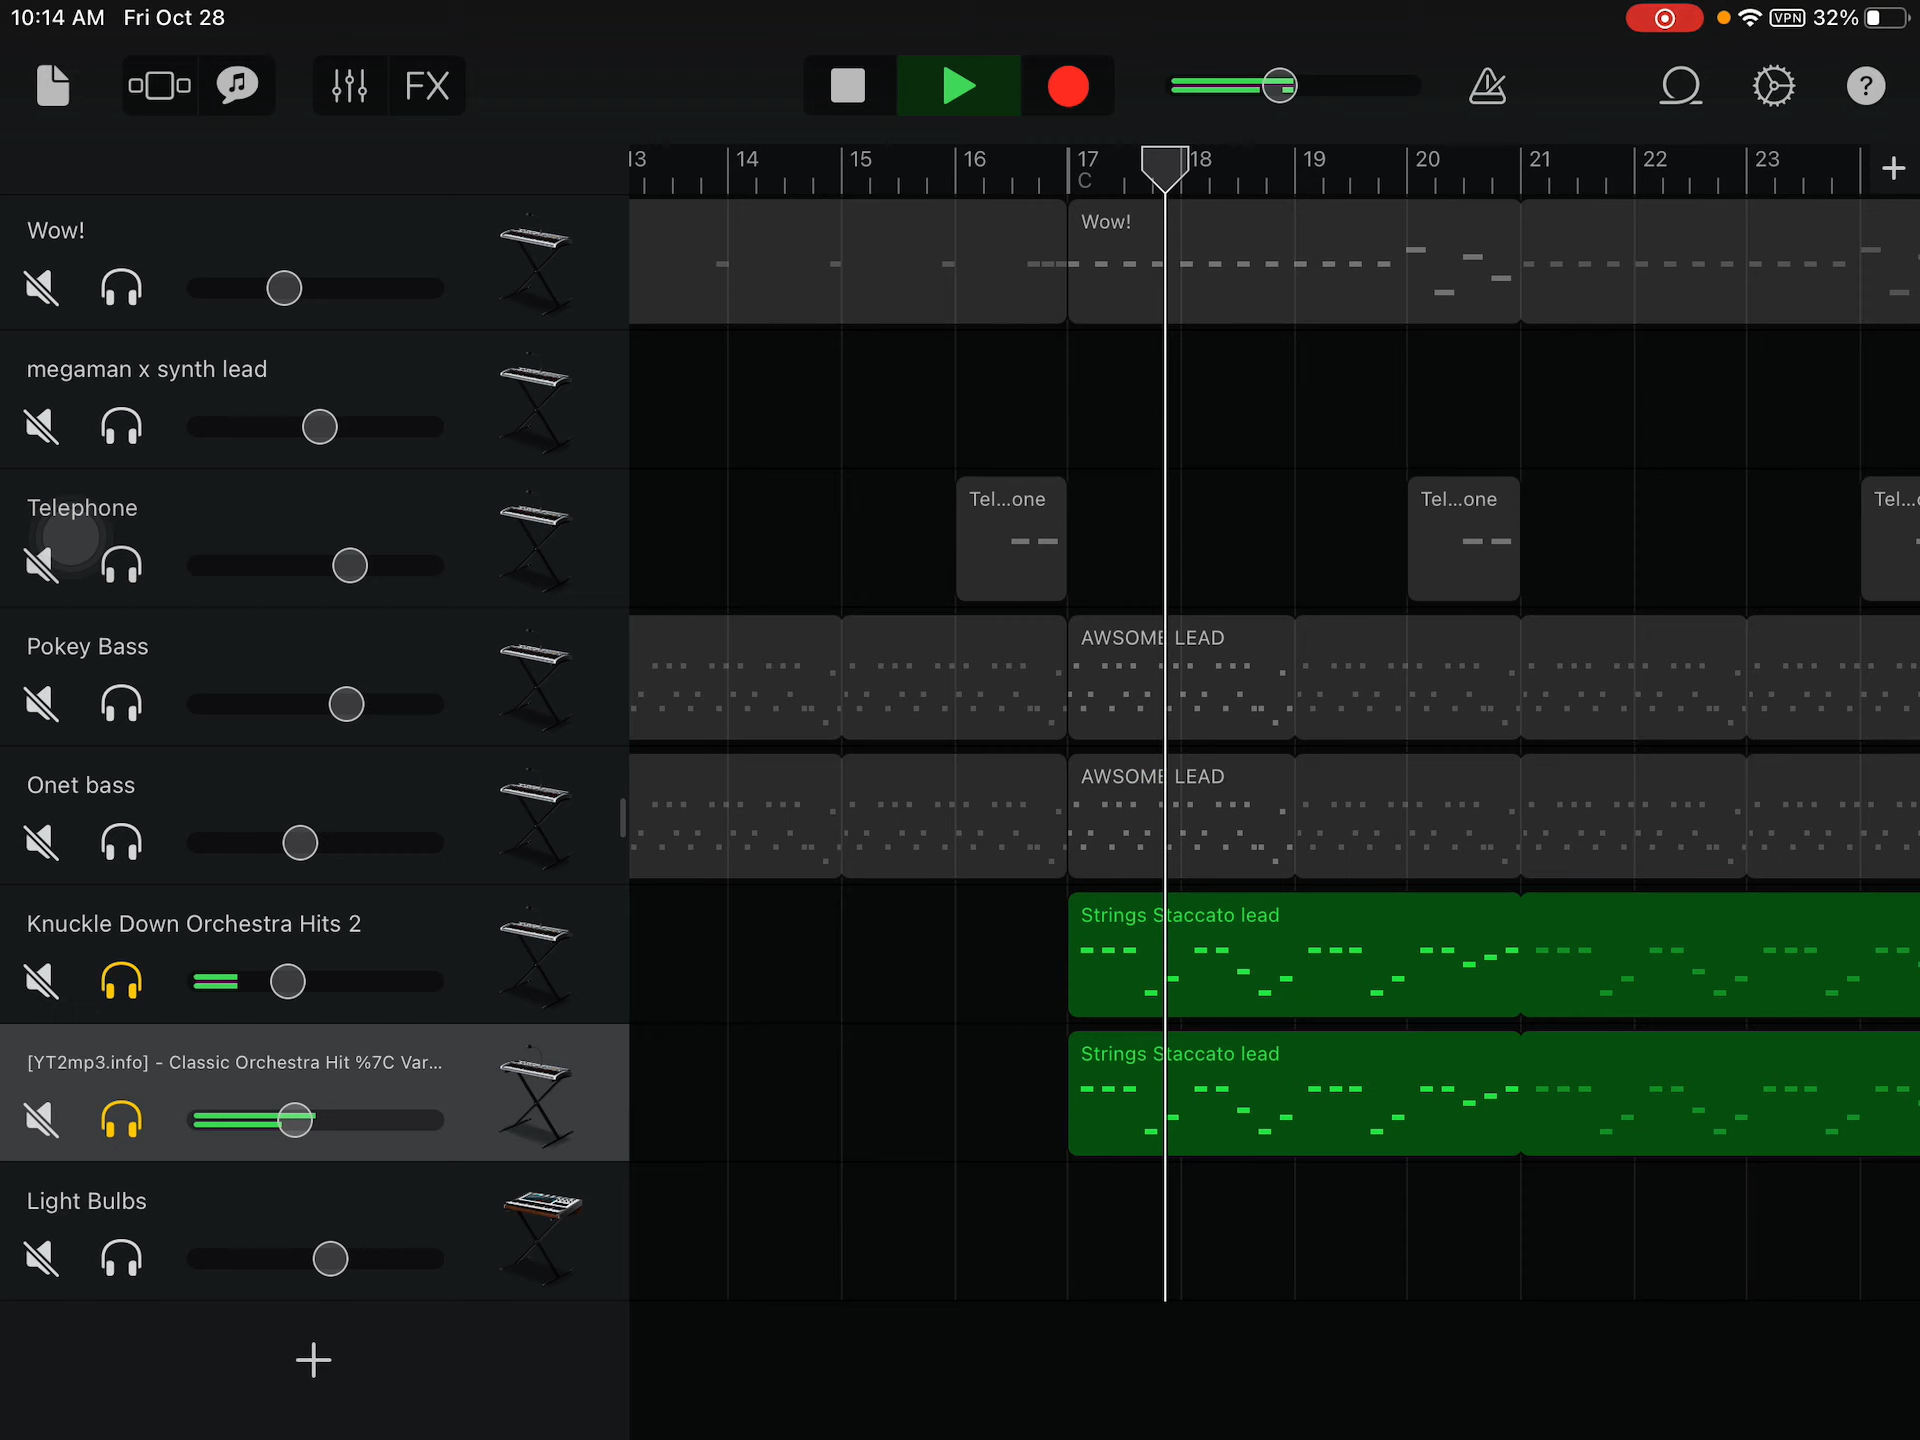 10:14 AM Fri Oct 28
VPN 32%
FX
?
13 14 15 16 17 18 19 20 21 22 23
C
Wow!
Wow!
megaman x synth lead
Telephone
Tel...one
Tel...one
Tel...
Pokey Bass
AWSOME LEAD
Onet bass
AWSOME LEAD
Knuckle Down Orchestra Hits 2
Strings Staccato lead
[YT2mp3.info] - Classic Orchestra Hit %7C Var...
Strings Staccato lead
Light Bulbs